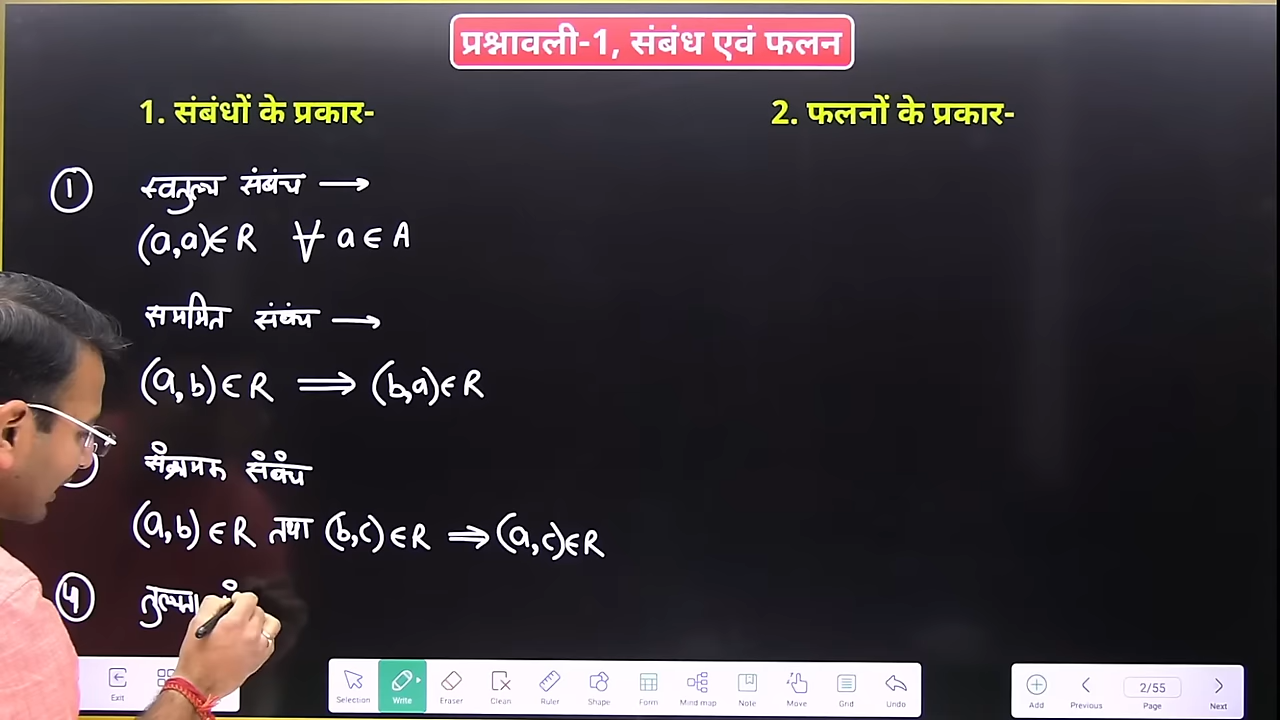 प्रश्नावली-1, संबंध एवं फलन
1. संबंधों के प्रकार-
2. फलनों के प्रकार-
① स्वतुल्य संबंध →
(a,a)∈R ∀ a∈A
सममित संबंध →
(a,b)∈R ⟹ (b,a)∈R
संक्रामक संबंध
(a,b)∈R तथा (b,c)∈R ⟹ (a,c)∈R
④ तुल्यता
Exit
Selection Write Eraser Clean Ruler Shape Form Mind map Note Move Grid Undo
Add Previous 2/55 Page Next